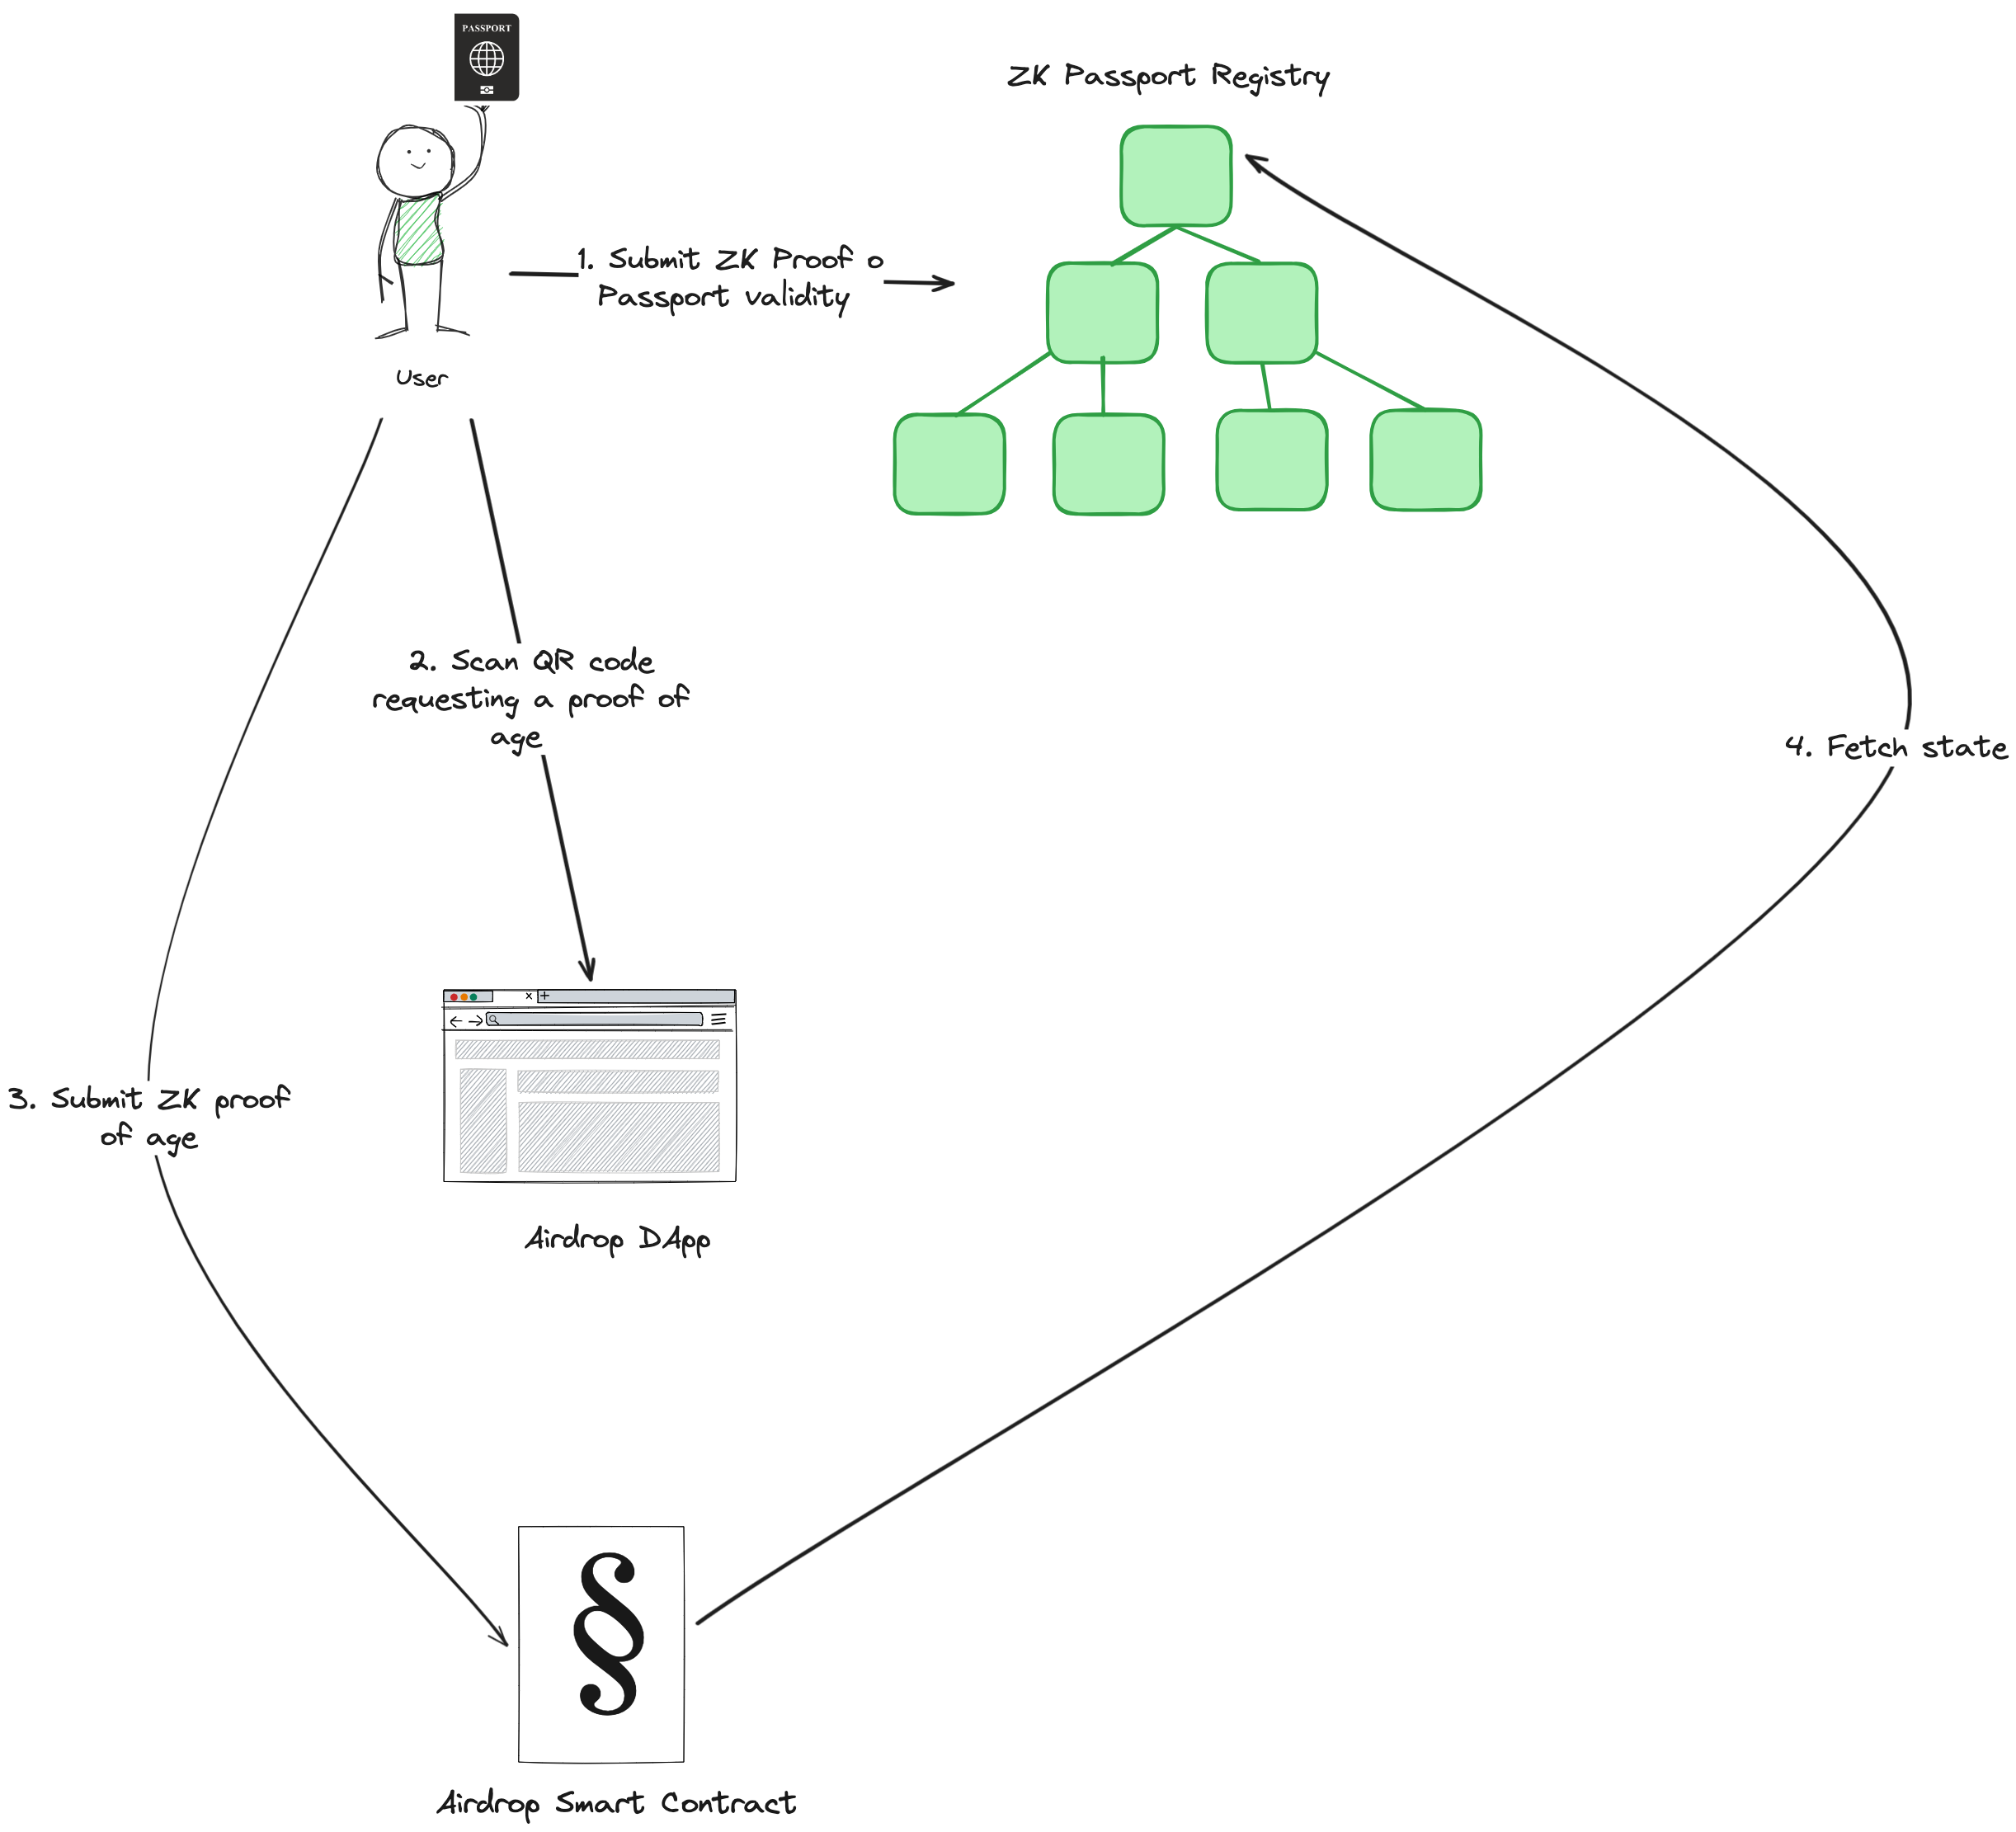 PASSPORT
ZK Passport Registry
1. Submit ZK Proof o
Passport validity
User
2. Scan QR code
requesting a proof of
age
4. Fetch state
3. Submit ZK proof
of age
Airdrop DApp
§
Airdrop Smart Contract